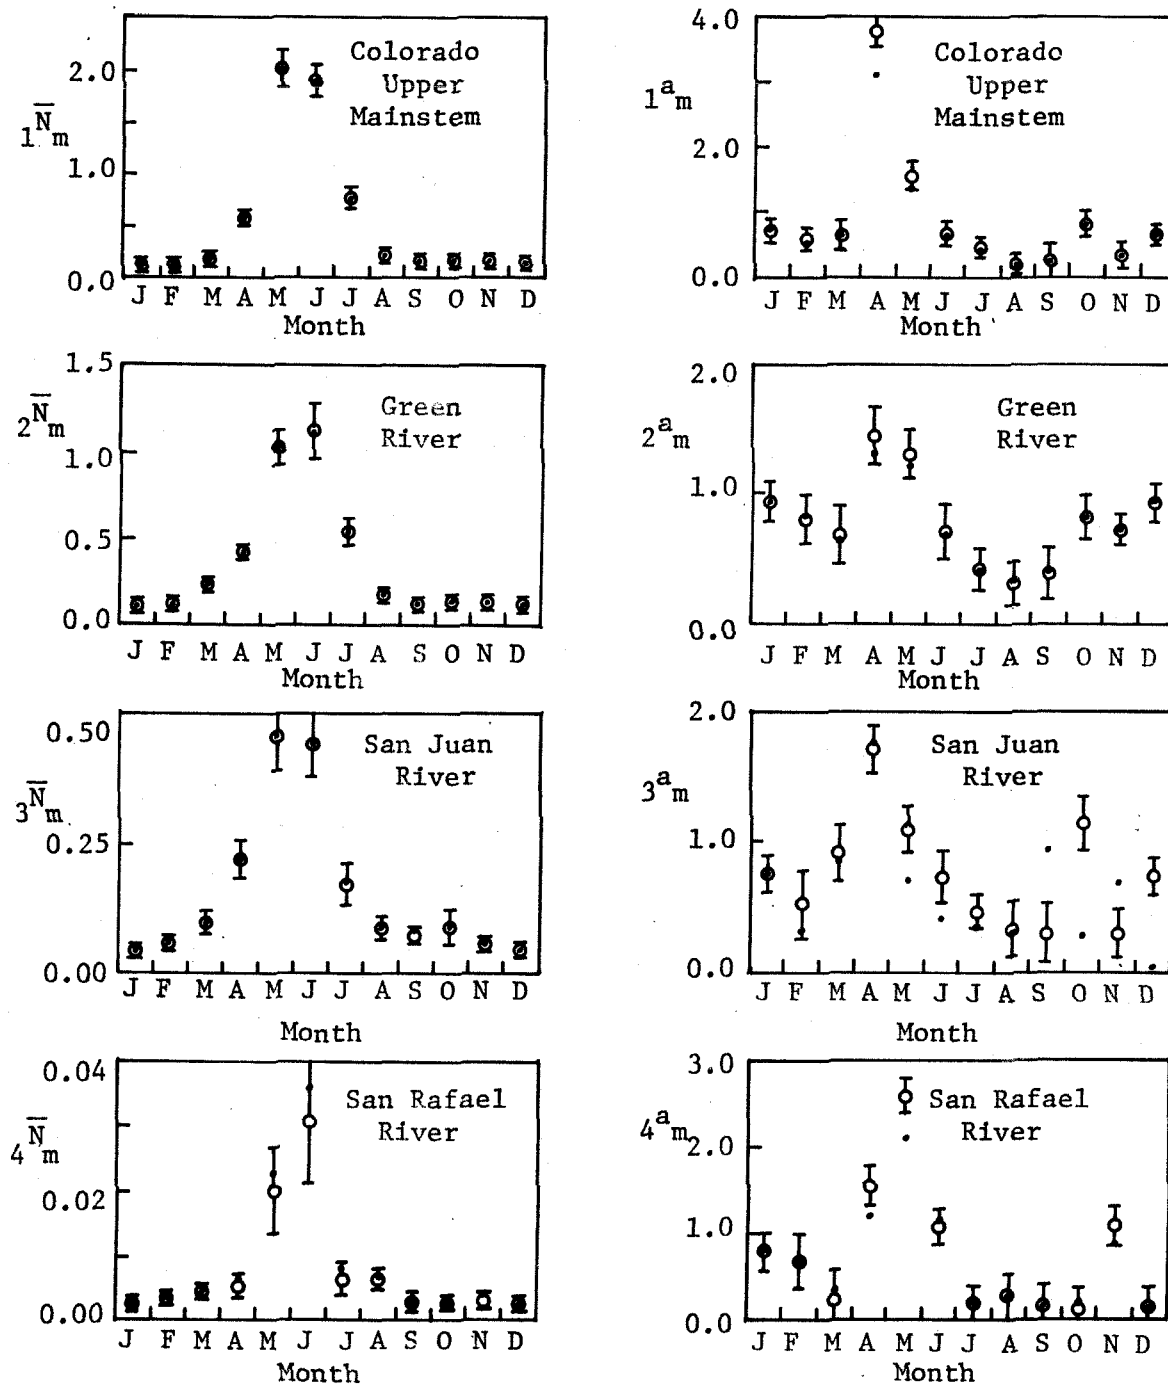 2.0
1.0
0.0
1N̄m
Colorado
Upper
Mainstem
J F M A M J J A S O N D
Month
4.0
2.0
0.0
1am
Colorado
Upper
Mainstem
J F M A M J J A S O N D
Month
1.5
1.0
0.5
0.0
2N̄m
Green
River
J F M A M J J A S O N D
Month
2.0
1.0
0.0
2am
Green
River
J F M A M J J A S O N D
Month
0.50
0.25
0.00
3N̄m
San Juan
River
J F M A M J J A S O N D
Month
2.0
1.0
0.0
3am
San Juan
River
J F M A M J J A S O N D
Month
0.04
0.02
0.00
4N̄m
San Rafael
River
J F M A M J J A S O N D
Month
3.0
2.0
1.0
0.0
4am
San Rafael
River
J F M A M J J A S O N D
Month